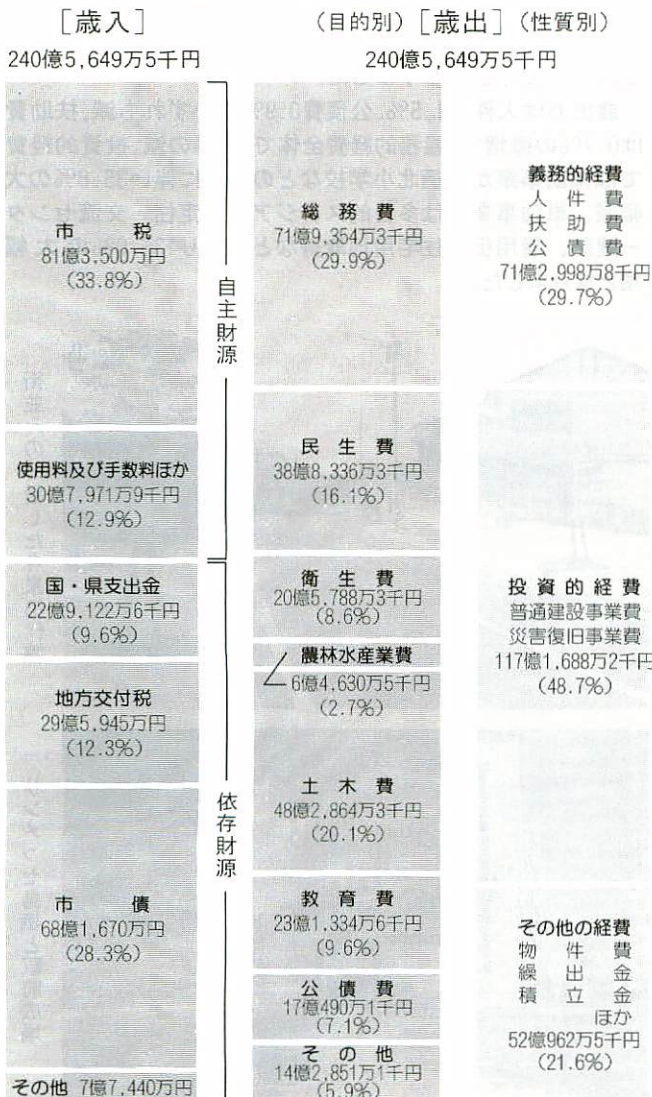 ［歳入］
240億5,649万5千円
市税
81億3,500万円
（33.8%）
使用料及び手数料ほか
30億7,971万9千円
（12.9%）
自主財源
国・県支出金
22億9,122万6千円
（9.6%）
地方交付税
29億5,945万円
（12.3%）
市債
68億1,670万円
（28.3%）
その他 7億7,440万円
依存財源
（目的別）［歳出］（性質別）
240億5,649万5千円
総務費
71億9,354万3千円
（29.9%）
民生費
38億8,336万3千円
（16.1%）
衛生費
20億5,788万3千円
（8.6%）
農林水産業費
6億4,630万5千円
（2.7%）
土木費
48億2,864万3千円
（20.1%）
教育費
23億1,334万6千円
（9.6%）
公債費
17億490万1千円
（7.1%）
その他
14億2,851万1千円
（5.9%）
義務的経費
人件費
扶助費
公債費
71億2,998万8千円
（29.7%）
投資的経費
普通建設事業費
災害復旧事業費
117億1,688万2千円
（48.7%）
その他の経費
物件費
繰出金
積立金
ほか
52億962万5千円
（21.6%）